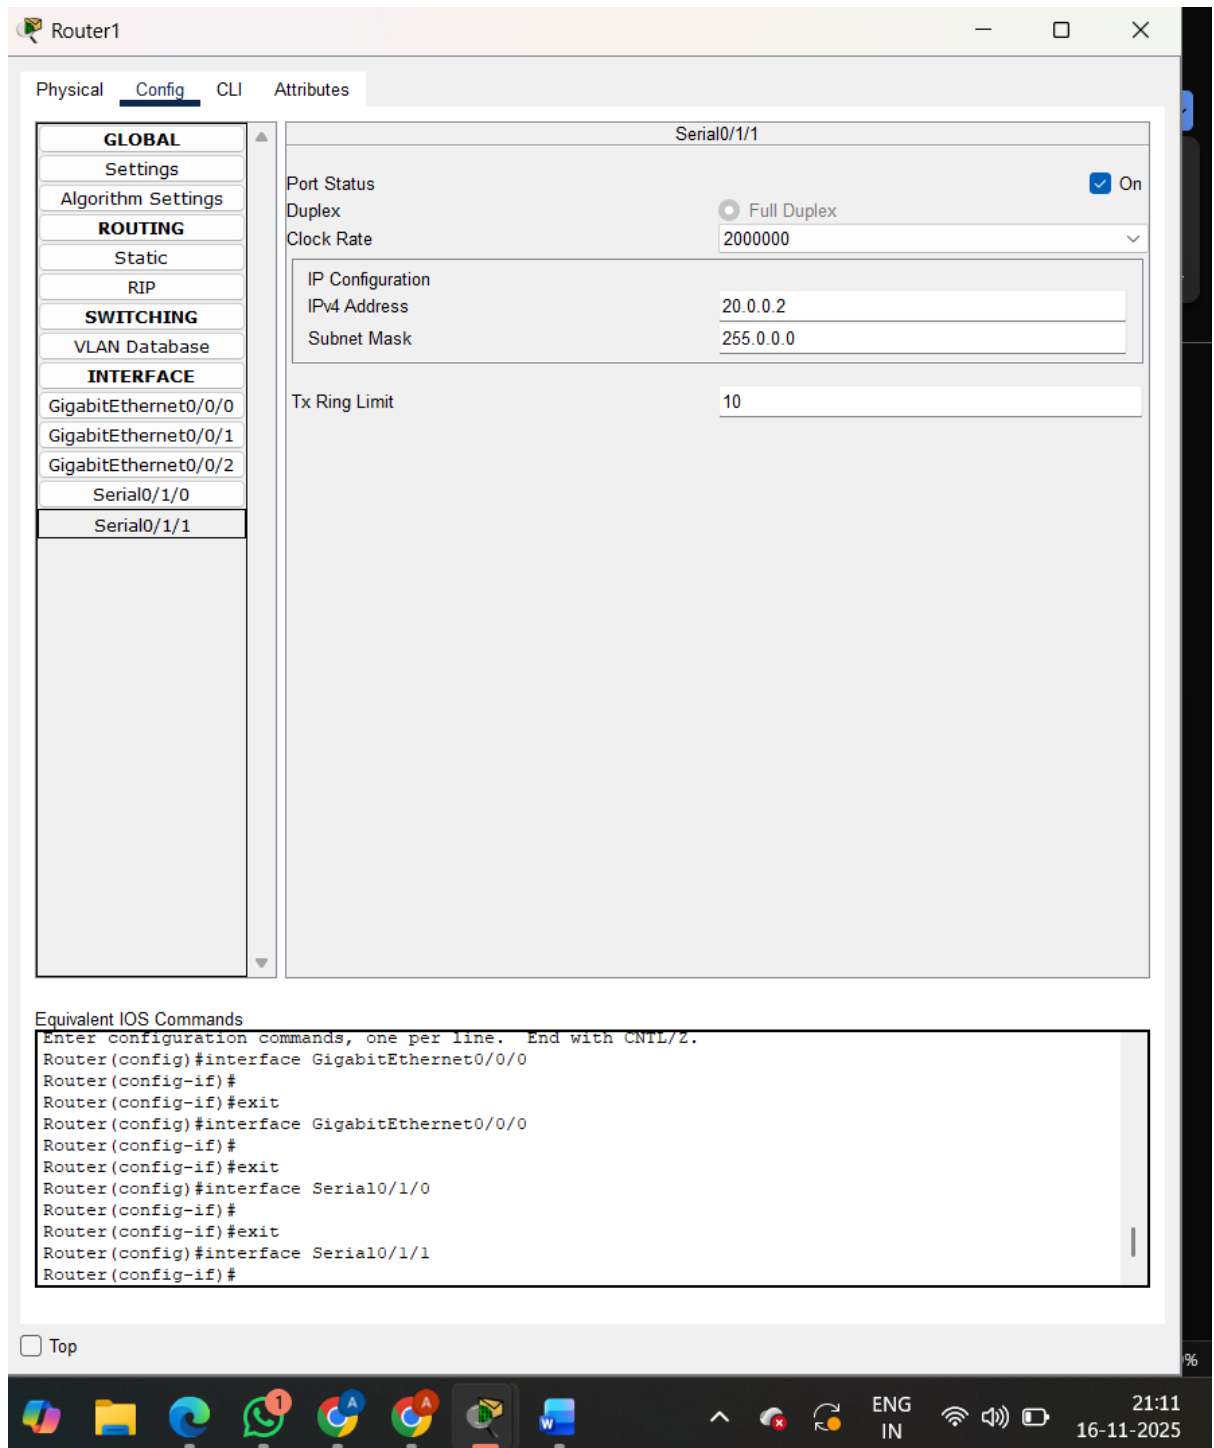 Router1
Physical Config CLI Attributes
GLOBAL
Settings
Algorithm Settings
ROUTING
Static
RIP
SWITCHING
VLAN Database
INTERFACE
GigabitEthernet0/0/0
GigabitEthernet0/0/1
GigabitEthernet0/0/2
Serial0/1/0
Serial0/1/1
Serial0/1/1
Port Status On
Duplex Full Duplex
Clock Rate 2000000
IP Configuration
IPv4 Address 20.0.0.2
Subnet Mask 255.0.0.0
Tx Ring Limit 10
Equivalent IOS Commands
Enter configuration commands, one per line. End with CNTL/Z.
Router(config)#interface GigabitEthernet0/0/0
Router(config-if)#
Router(config-if)#exit
Router(config)#interface GigabitEthernet0/0/0
Router(config-if)#
Router(config-if)#exit
Router(config)#interface Serial0/1/0
Router(config-if)#
Router(config-if)#exit
Router(config)#interface Serial0/1/1
Router(config-if)#
Top
%
1 A A W
ENG
IN
21:11
16-11-2025